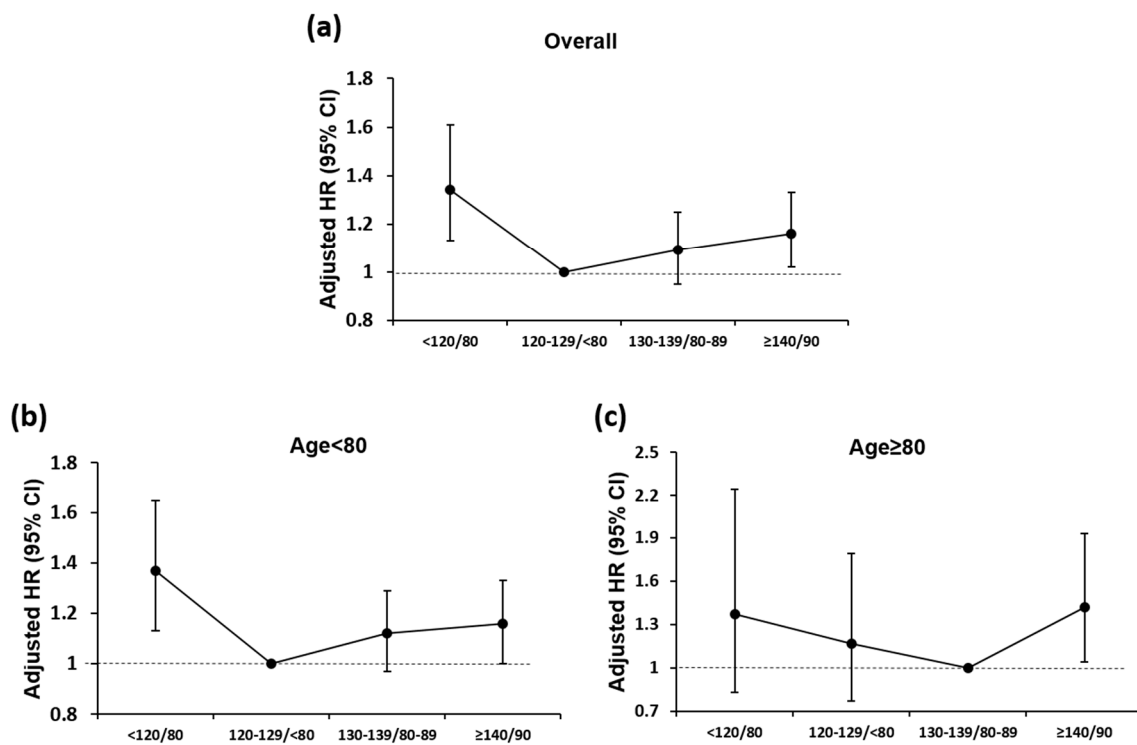 (a)
Overall
Adjusted HR (95% CI)
1.8
1.6
1.4
1.2
1
0.8
<120/80 120-129/<80 130-139/80-89 ≥140/90
(b)
Age<80
Adjusted HR (95% CI)
1.8
1.6
1.4
1.2
1
0.8
<120/80 120-129/<80 130-139/80-89 ≥140/90
(c)
Age≥80
Adjusted HR (95% CI)
2.5
2.2
1.9
1.6
1.3
1
0.7
<120/80 120-129/<80 130-139/80-89 ≥140/90